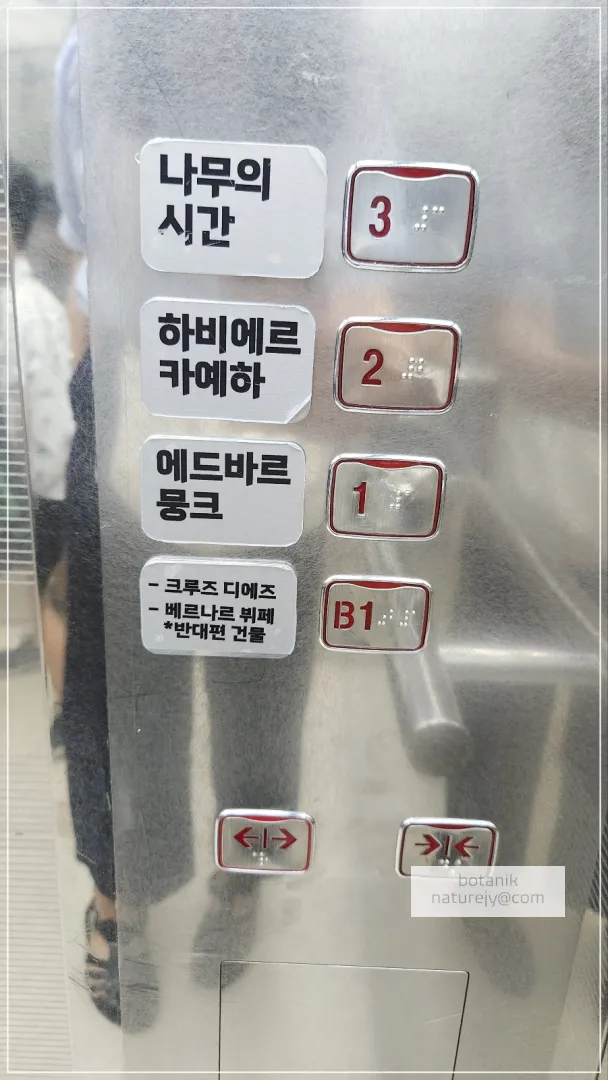 나무의
시간
3
하비에르
카예하
2
에드바르
뭉크
1
- 크루즈 디에즈
- 베르나르 뷔페
*반대편 건물
B1
botanik
naturejy@com